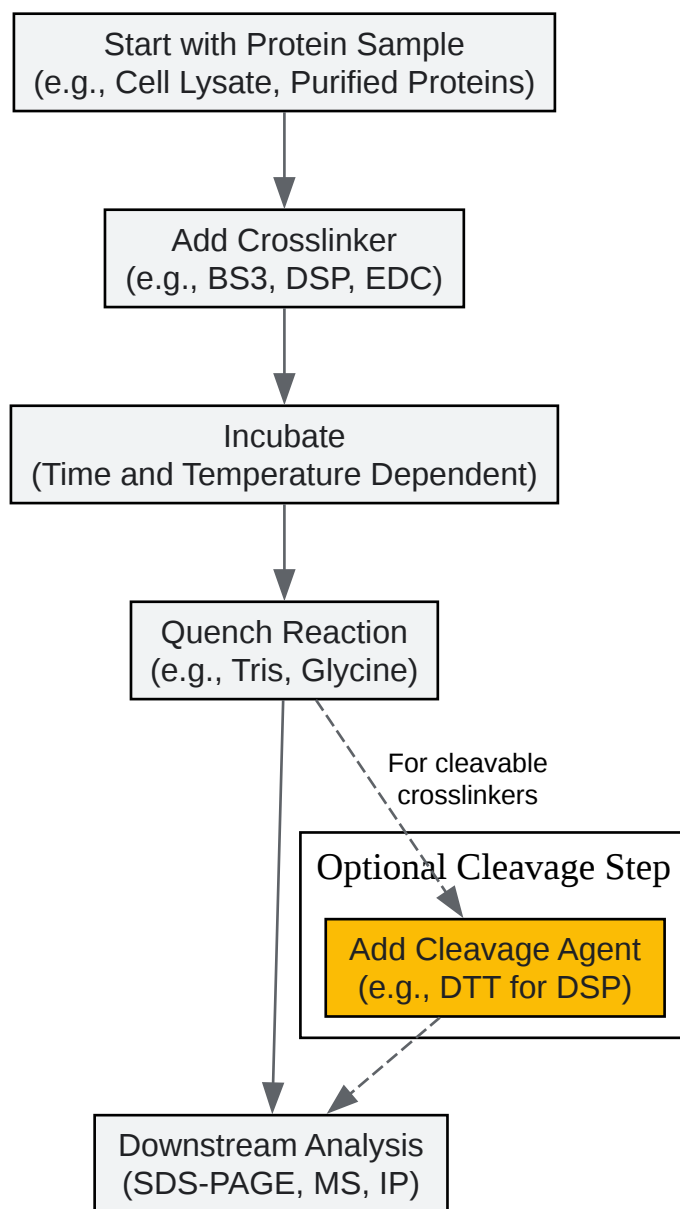 Start with Protein Sample
(e.g., Cell Lysate, Purified Proteins)
Add Crosslinker
(e.g., BS3, DSP, EDC)
Incubate
(Time and Temperature Dependent)
Quench Reaction
(e.g., Tris, Glycine)
For cleavable
crosslinkers
Optional Cleavage Step
Add Cleavage Agent
(e.g., DTT for DSP)
Downstream Analysis
(SDS-PAGE, MS, IP)